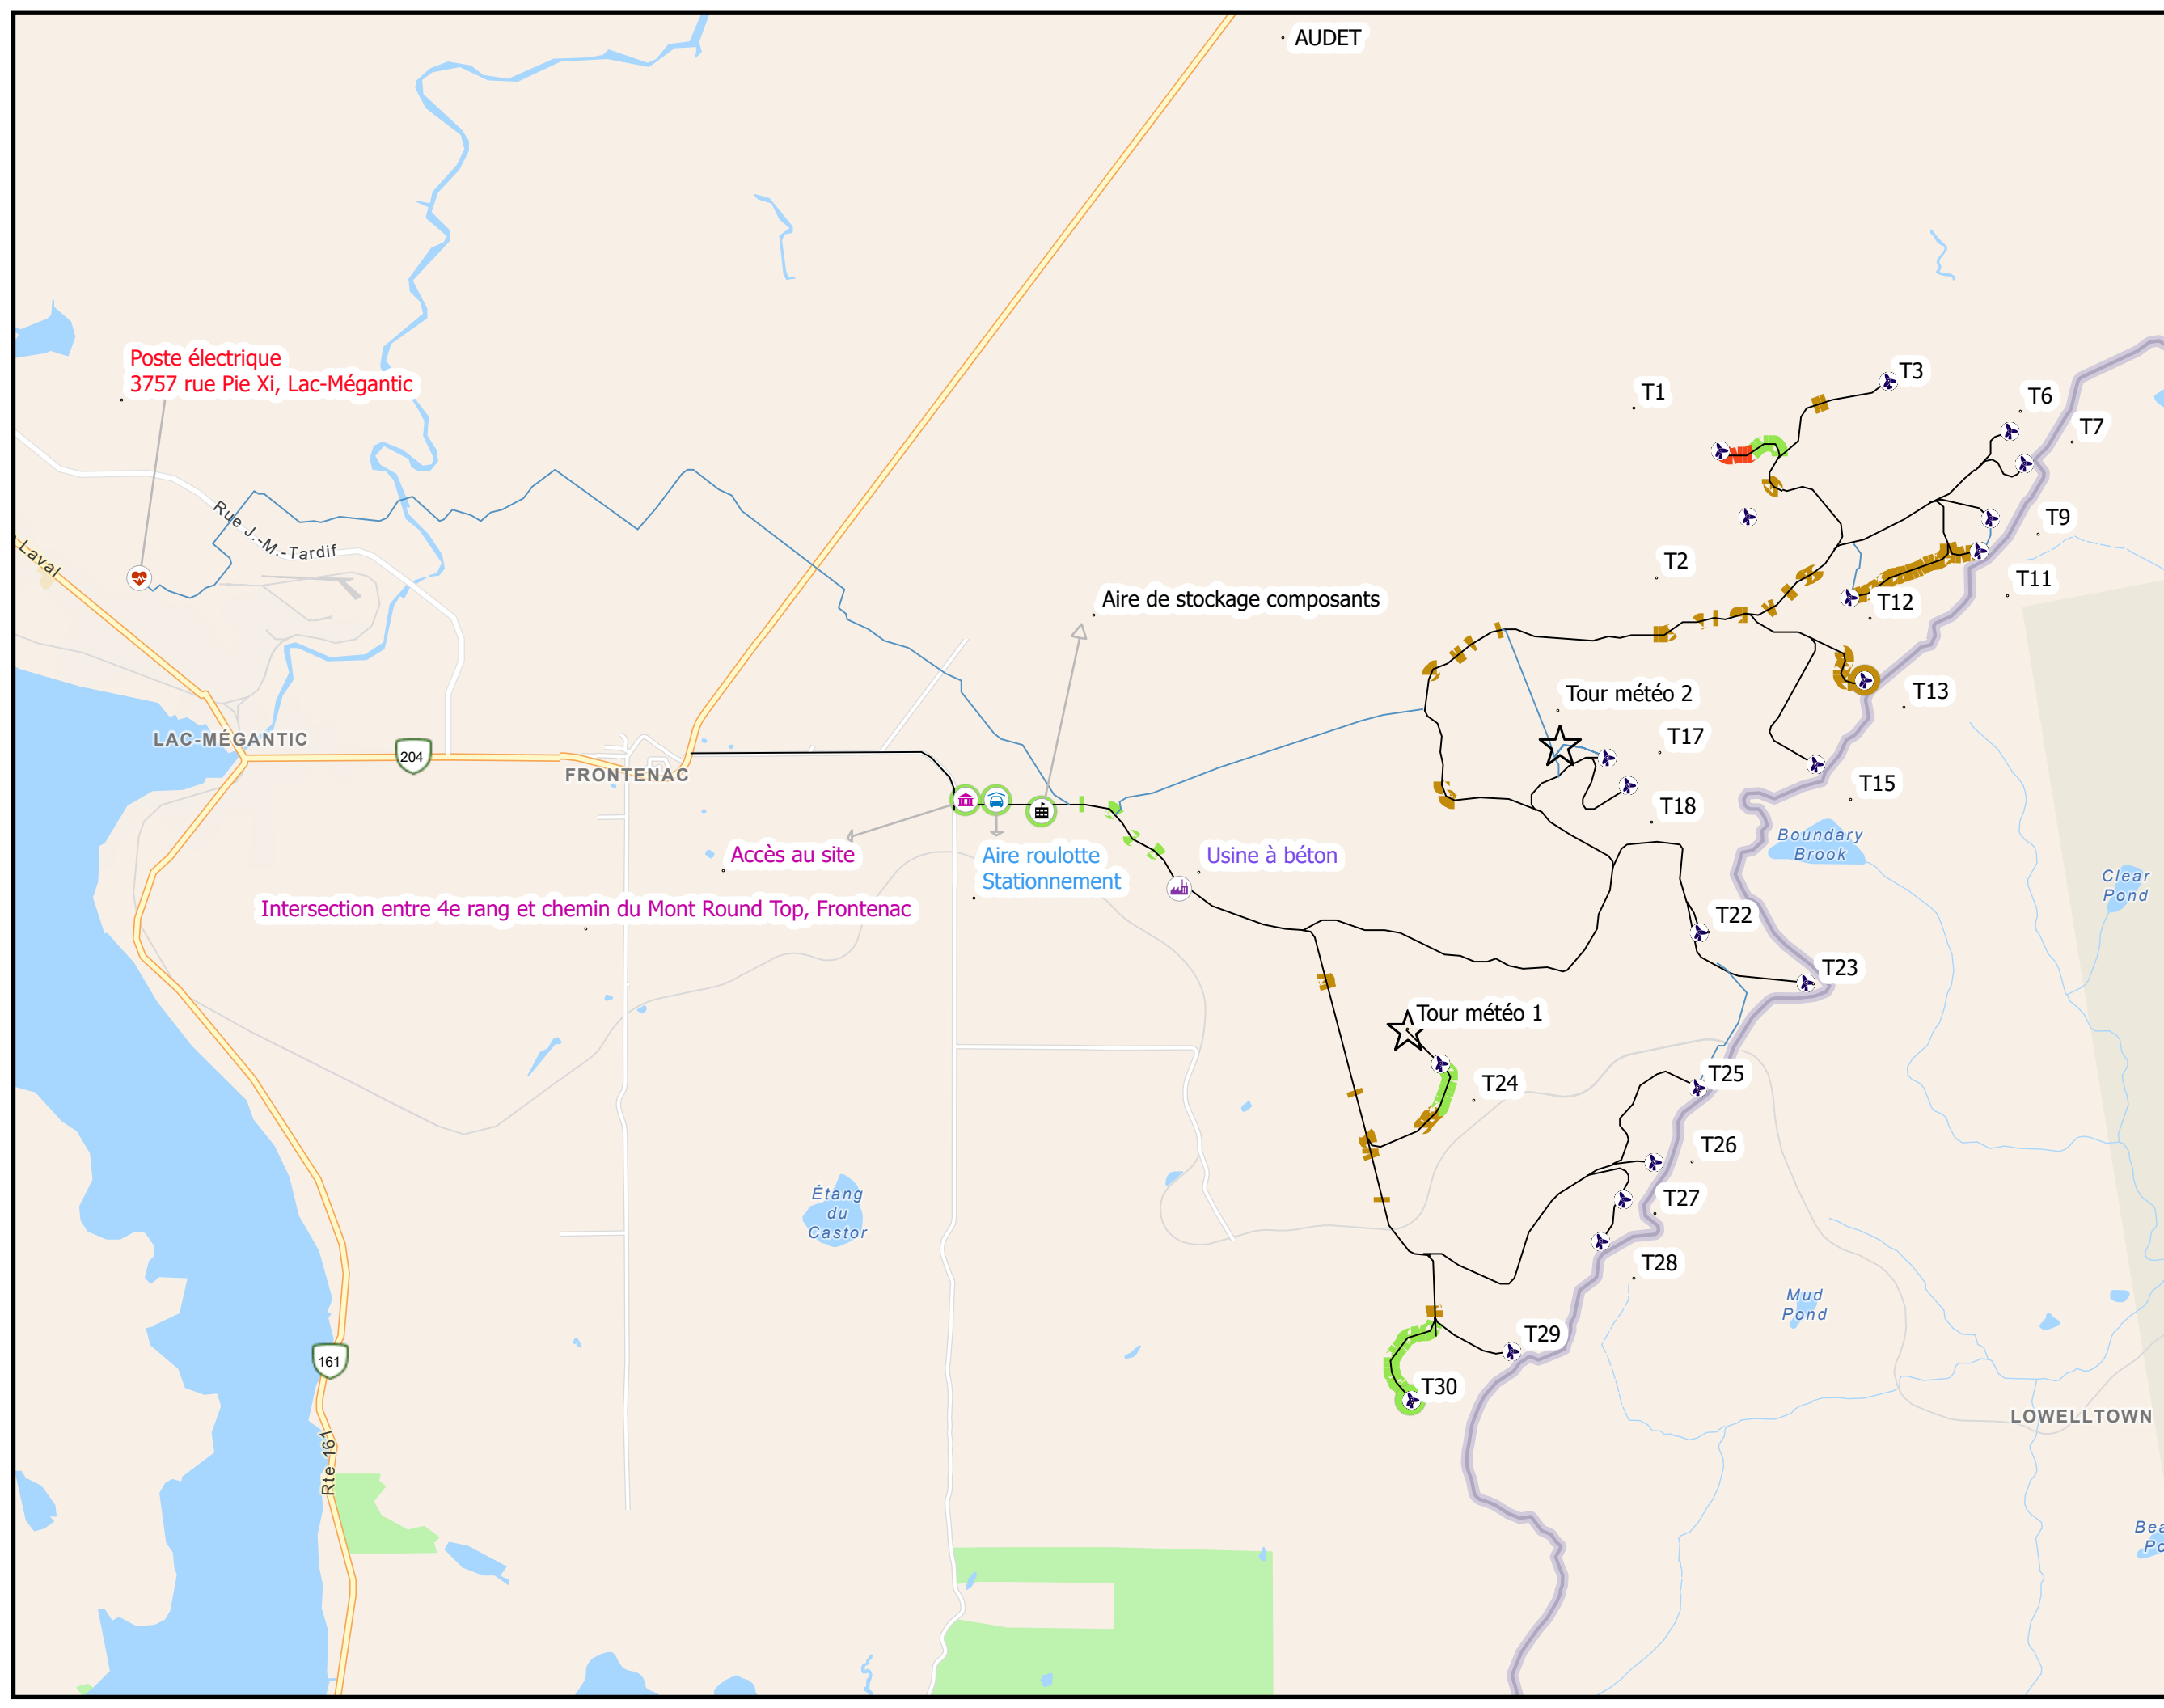 AUDET
Poste électrique
3757 rue Pie Xi, Lac-Mégantic
T3
T1
T6
T7
Rue J.-M.-Tardif
T9
Laval
T2
T11
Aire de stockage composants
T12
Tour météo 2
T13
LAC-MÉGANTIC
T17
204
FRONTENAC
T15
T18
Boundary
Brook
Accès au site
Aire roulotte
Stationnement
Usine à béton
Clear
Pond
Intersection entre 4e rang et chemin du Mont Round Top, Frontenac
T22
T23
Tour météo 1
T24
T25
T26
Étang
du
Castor
T27
T28
Mud
Pond
T29
161
T30
LOWELLTOWN
Rte 161